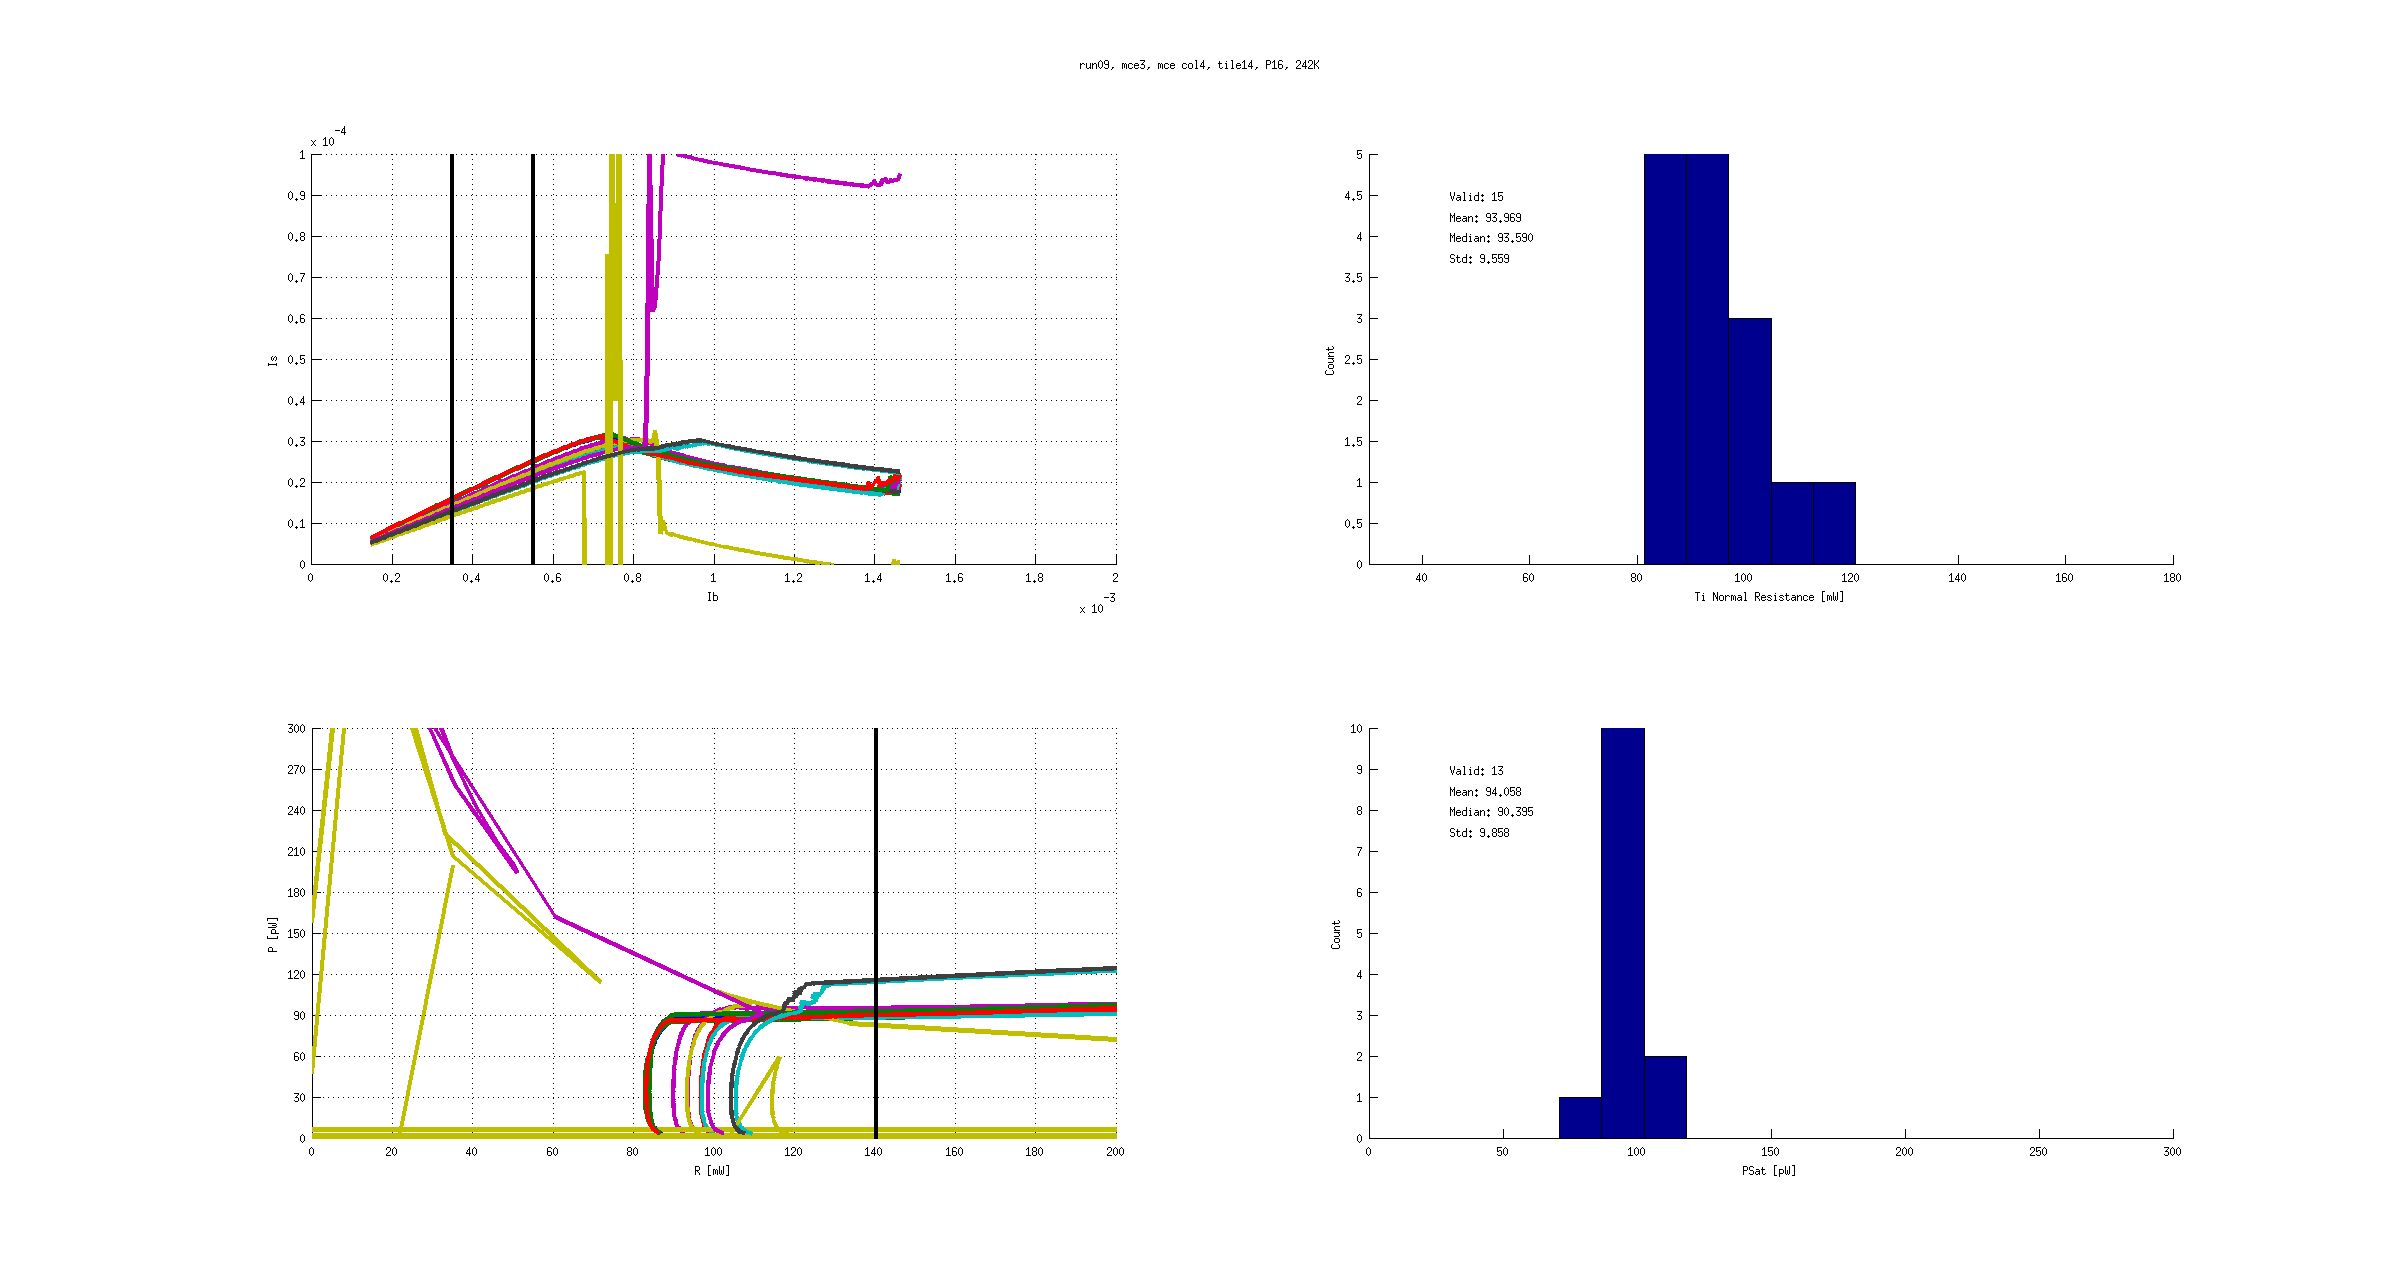 run09, mce3, mce col4, tile14, P16, 242K
x 10^-4
1
0.9
0.8
0.7
0.6
0.5
0.4
0.3
0.2
0.1
0
Is
0 0.2 0.4 0.6 0.8 1 1.2 1.4 1.6 1.8 2
Ib
x 10^-3
5
4.5
4
3.5
3
2.5
2
1.5
1
0.5
0
Count
Valid: 15
Mean: 93.969
Median: 93.590
Std: 9.559
40 60 80 100 120 140 160 180
Ti Normal Resistance [mW]
300
270
240
210
180
150
120
90
60
30
0
P [pW]
0 20 40 60 80 100 120 140 160 180 200
R [mW]
10
9
8
7
6
5
4
3
2
1
0
Count
Valid: 13
Mean: 94.058
Median: 90.395
Std: 9.858
0 50 100 150 200 250 300
PSat [pW]